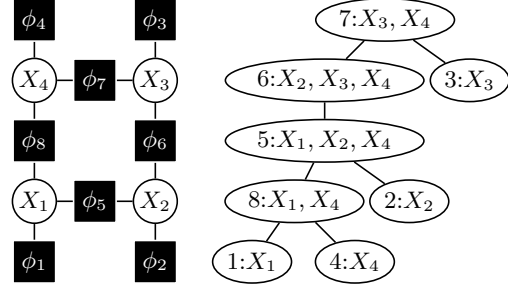 ϕ₄ ϕ₃
X₄ ϕ₇ X₃
ϕ₈ ϕ₆
X₁ ϕ₅ X₂
ϕ₁ ϕ₂
7:X₃, X₄
6:X₂, X₃, X₄ 3:X₃
5:X₁, X₂, X₄
8:X₁, X₄ 2:X₂
1:X₁ 4:X₄